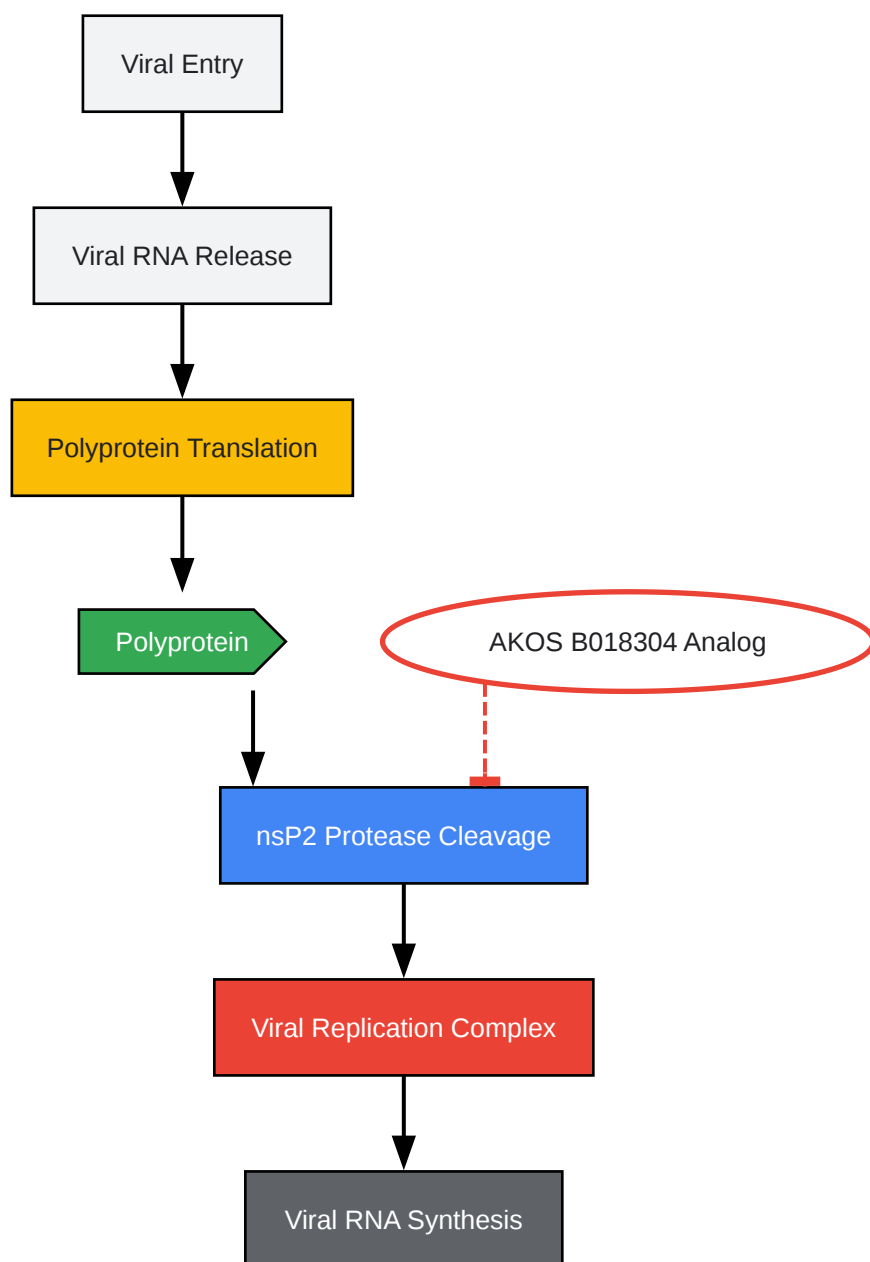 Viral Entry
Viral RNA Release
Polyprotein Translation
Polyprotein
AKOS B018304 Analog
nsP2 Protease Cleavage
Viral Replication Complex
Viral RNA Synthesis